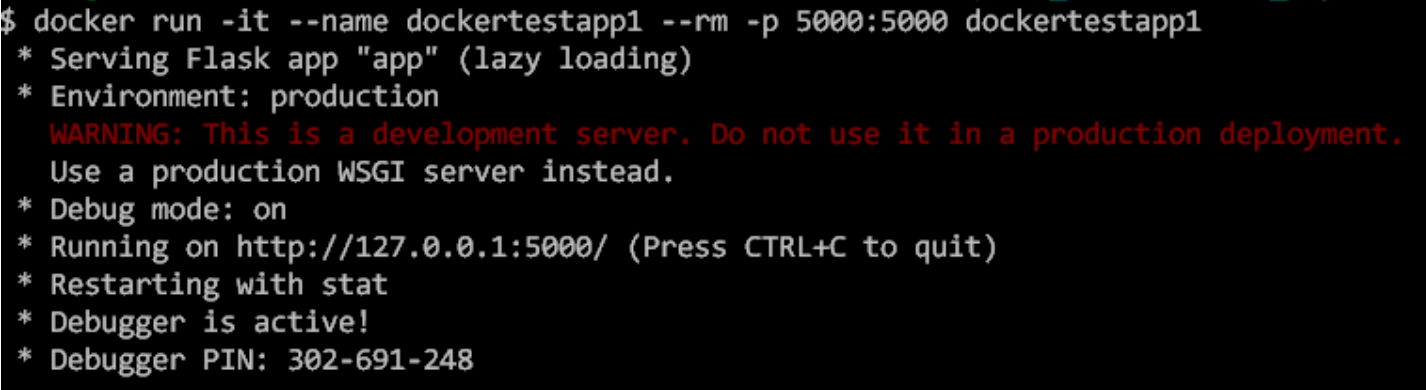 $ docker run -it --name dockertestapp1 --rm -p 5000:5000 dockertestapp1
* Serving Flask app "app" (lazy loading)
* Environment: production
WARNING: This is a development server. Do not use it in a production deployment.
Use a production WSGI server instead.
* Debug mode: on
* Running on http://127.0.0.1:5000/ (Press CTRL+C to quit)
* Restarting with stat
* Debugger is active!
* Debugger PIN: 302-691-248